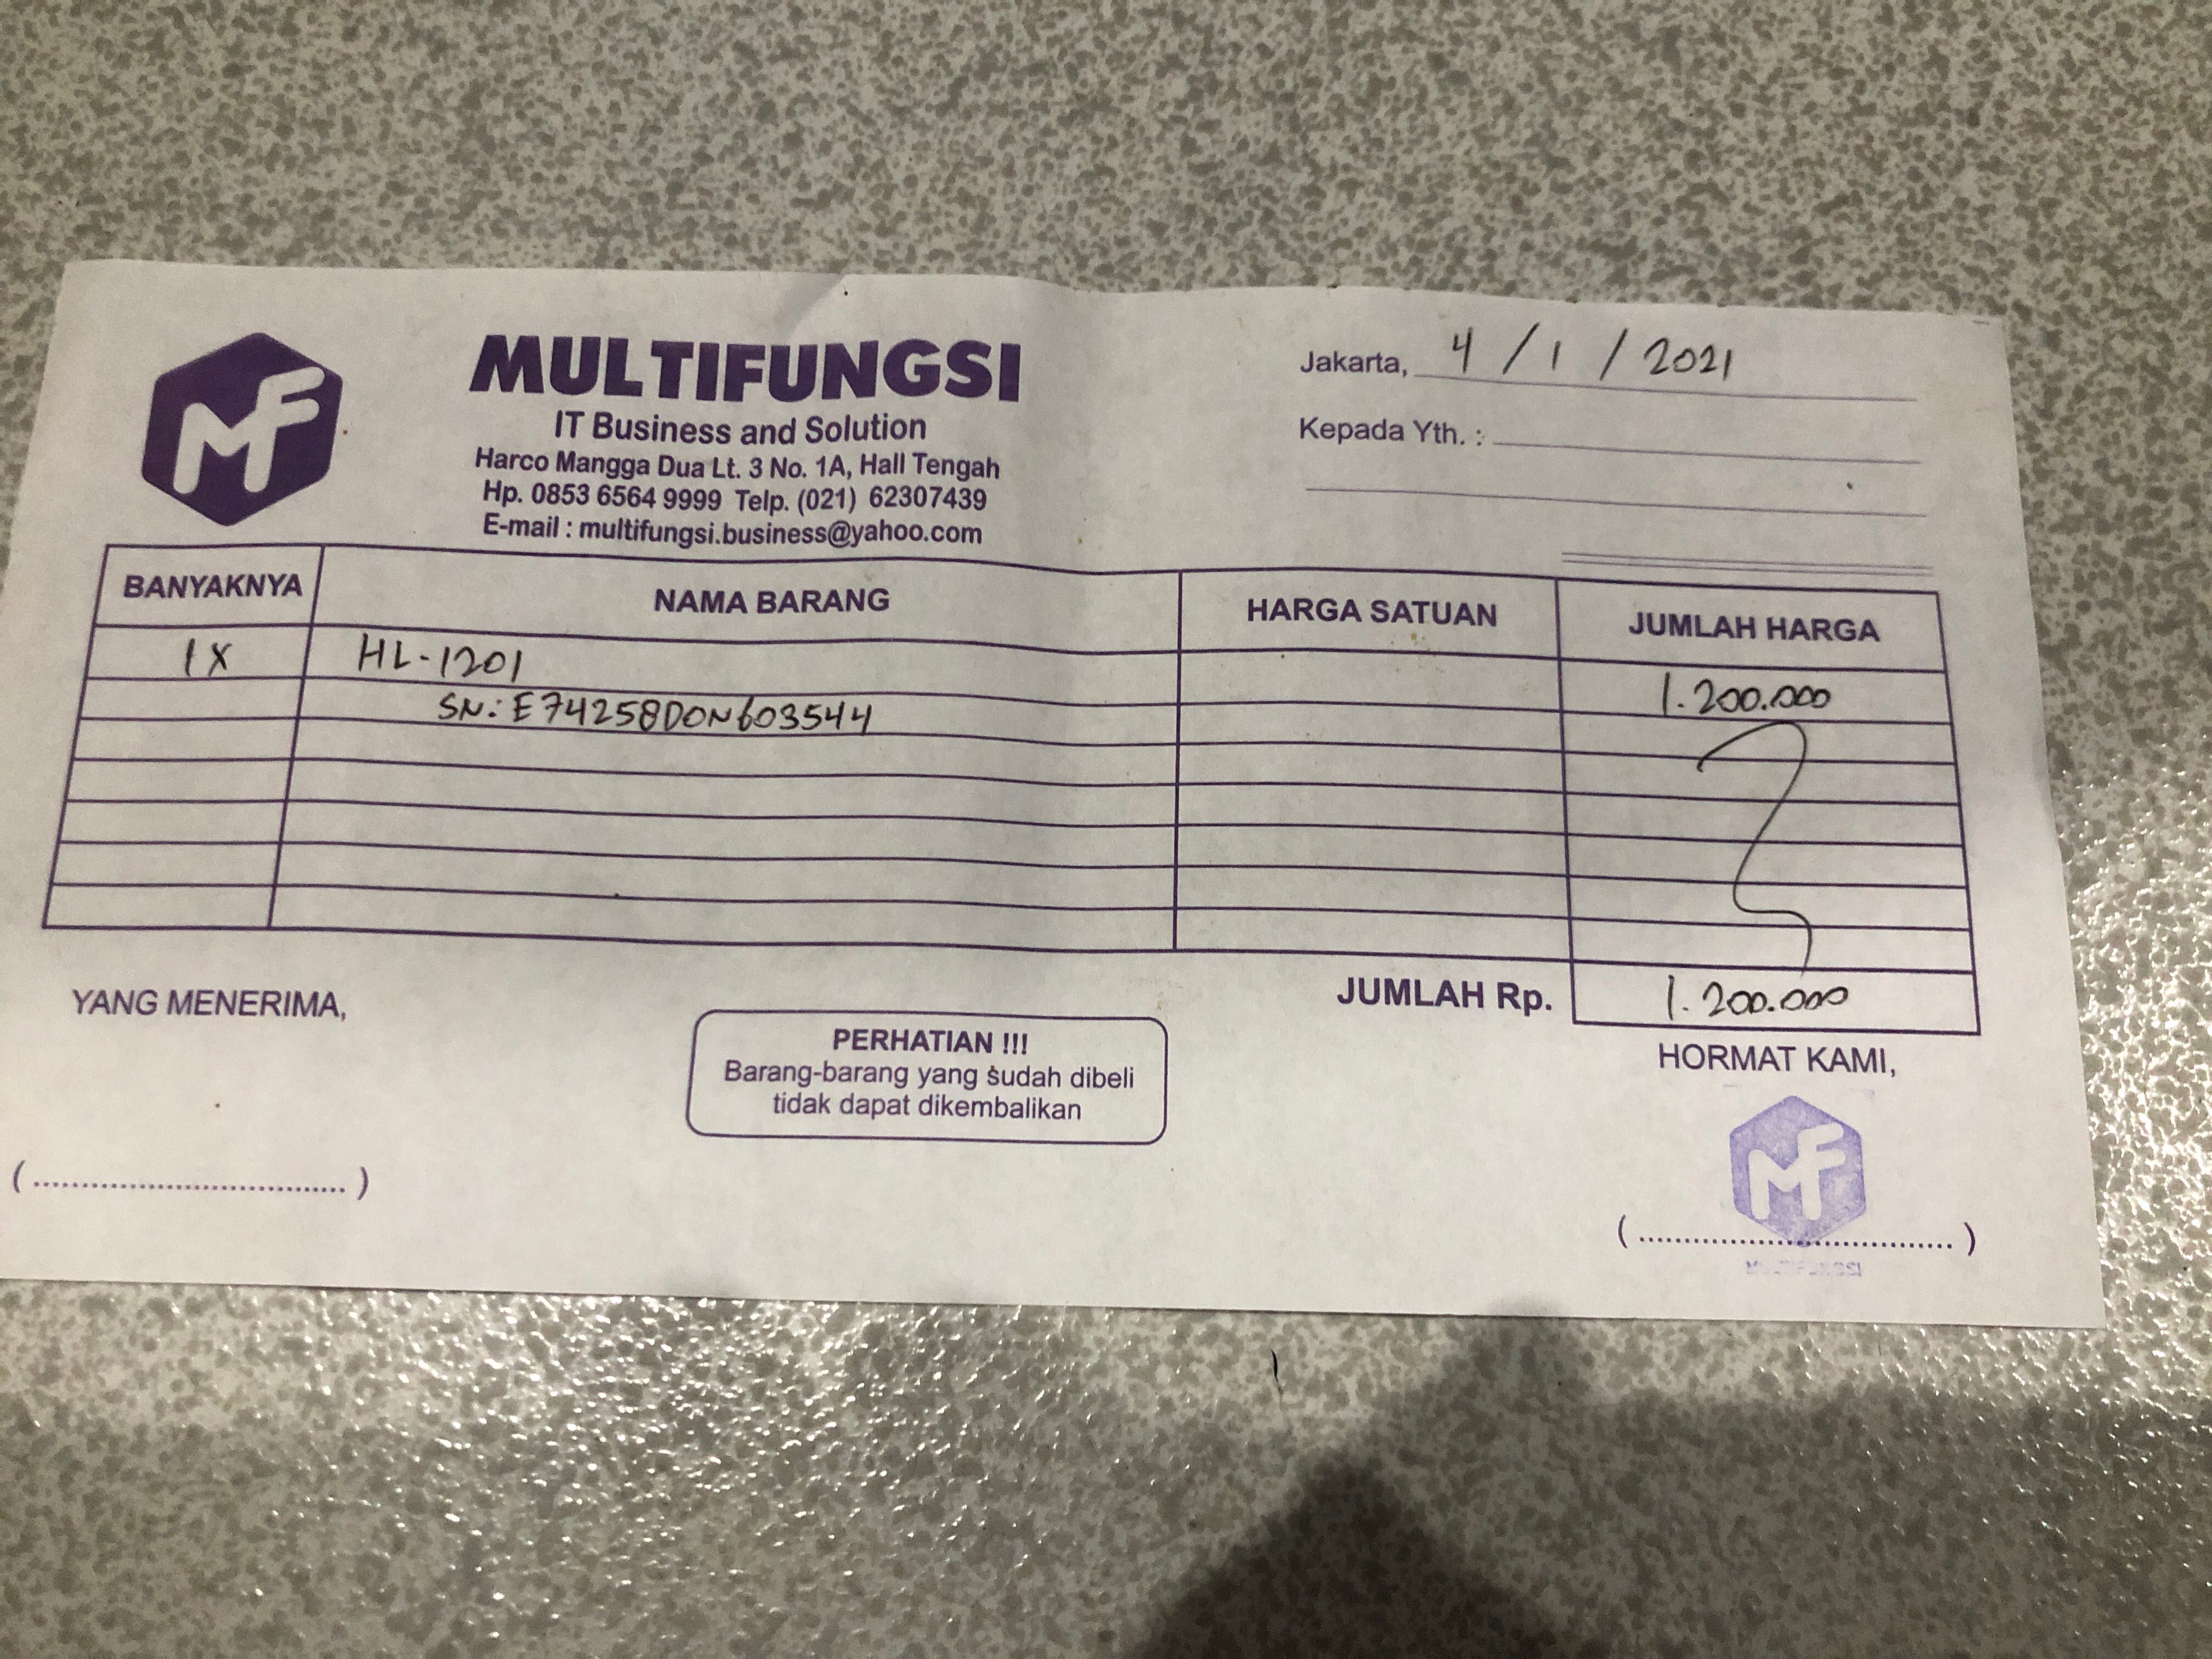 MF
MULTIFUNGSI
IT Business and Solution
Harco Mangga Dua Lt. 3 No. 1A, Hall Tengah
Hp. 0853 6564 9999 Telp. (021) 62307439
E-mail : multifungsi.business@yahoo.com
Jakarta, 4 / 1 / 2021
Kepada Yth. :
BANYAKNYA NAMA BARANG HARGA SATUAN JUMLAH HARGA
1X HL-1201 1.200.000
SN: E74258D0N603544
JUMLAH Rp. 1.200.000
YANG MENERIMA,
PERHATIAN !!!
Barang-barang yang sudah dibeli
tidak dapat dikembalikan
HORMAT KAMI,
MF
(................................)
(................................)
MULTIFUNGSI